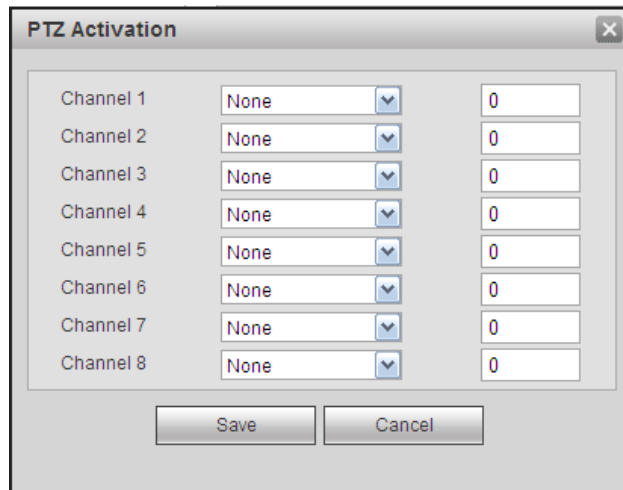 PTZ Activation
Channel 1 None 0
Channel 2 None 0
Channel 3 None 0
Channel 4 None 0
Channel 5 None 0
Channel 6 None 0
Channel 7 None 0
Channel 8 None 0
Save Cancel